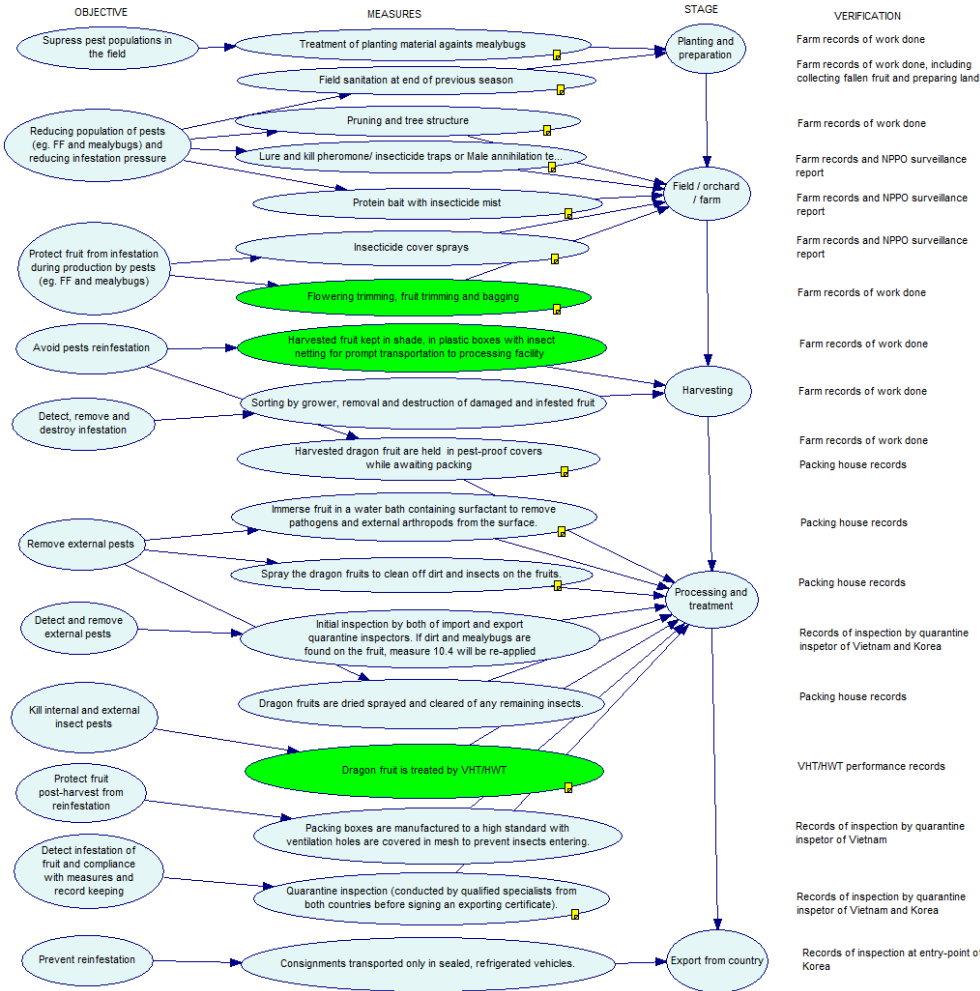 OBJECTIVE
MEASURES
STAGE
VERIFICATION
Supress pest populations in
the field
Treatment of planting material againts mealybugs
Planting and
preparation
Farm records of work done
Field sanitation at end of previous season
Farm records of work done, including
collecting fallen fruit and preparing land
Reducing population of pests
(eg. FF and mealybugs) and
reducing infestation pressure
Pruning and tree structure
Farm records of work done
Lure and kill pheromone/ insecticide traps or Male annihilation te...
Farm records and NPPO surveillance
report
Field / orchard
/ farm
Protein bait with insecticide mist
Farm records and NPPO surveillance
report
Protect fruit from infestation
during production by pests
(eg. FF and mealybugs)
Insecticide cover sprays
Farm records and NPPO surveillance
report
Flowering trimming, fruit trimming and bagging
Farm records of work done
Avoid pests reinfestation
Harvested fruit kept in shade, in plastic boxes with insect
netting for prompt transportation to processing facility
Farm records of work done
Harvesting
Detect, remove and
destroy infestation
Sorting by grower, removal and destruction of damaged and infested fruit
Farm records of work done
Harvested dragon fruit are held in pest-proof covers
while awaiting packing
Farm records of work done
Packing house records
Remove external pests
Immerse fruit in a water bath containing surfactant to remove
pathogens and external arthropods from the surface.
Packing house records
Spray the dragon fruits to clean off dirt and insects on the fruits.
Processing and
treatment
Packing house records
Detect and remove
external pests
Initial inspection by both of import and export
quarantine inspectors. If dirt and mealybugs are
found on the fruit, measure 10.4 will be re-applied
Records of inspection by quarantine
inspetor of Vietnam and Korea
Dragon fruits are dried sprayed and cleared of any remaining insects.
Packing house records
Kill internal and external
insect pests
Dragon fruit is treated by VHT/HWT
VHT/HWT performance records
Protect fruit
post-harvest from
reinfestation
Packing boxes are manufactured to a high standard with
ventilation holes are covered in mesh to prevent insects entering.
Records of inspection by quarantine
inspetor of Vietnam
Detect infestation of
fruit and compliance
with measures and
record keeping
Quarantine inspection (conducted by qualified specialists from
both countries before signing an exporting certificate).
Records of inspection by quarantine
inspetor of Vietnam and Korea
Prevent reinfestation
Consignments transported only in sealed, refrigerated vehicles.
Export from country
Records of inspection at entry-point of
Korea